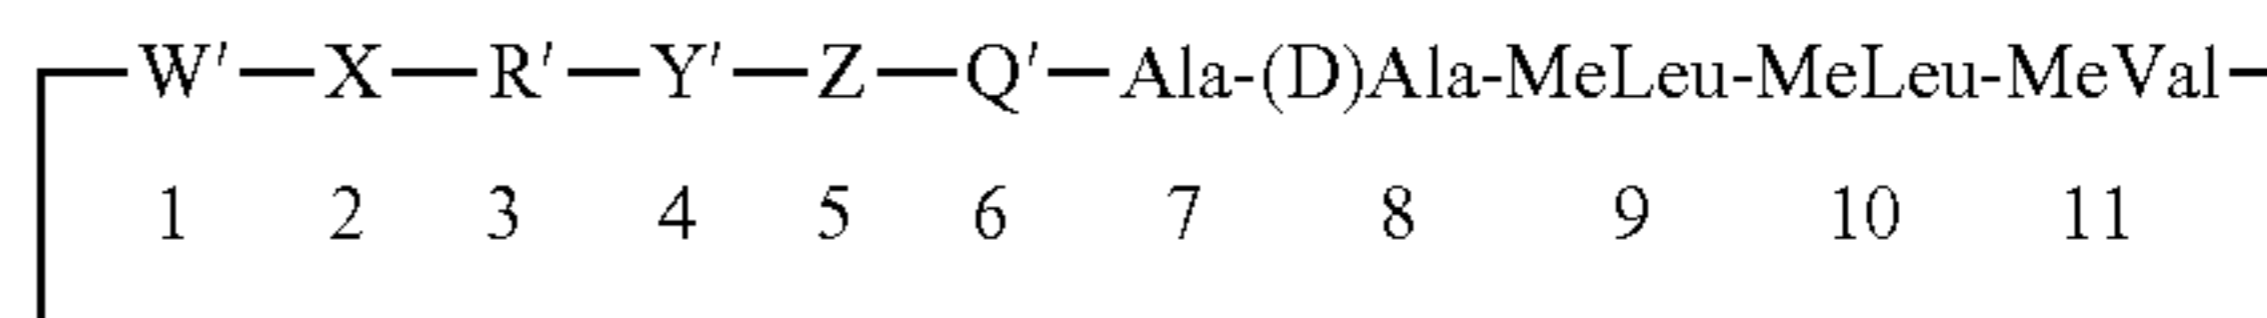 W′—X—R′—Y′—Z—Q′—Ala-(D)Ala-MeLeu-MeLeu-MeVal—
1 2 3 4 5 6 7 8 9 10 11